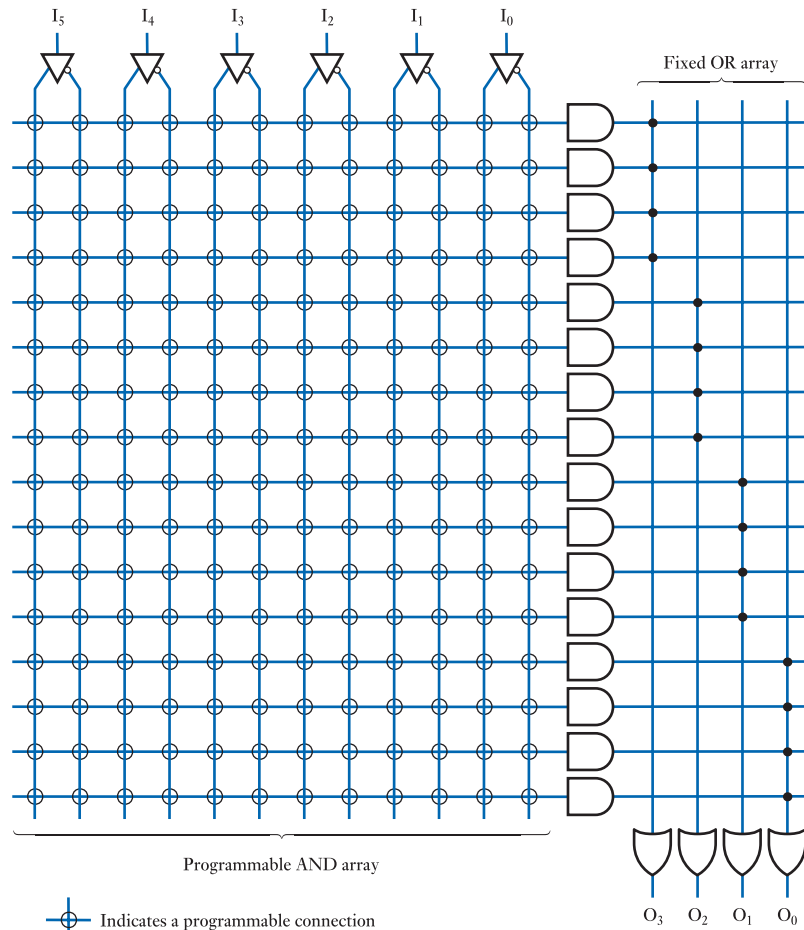 I5 I4 I3 I2 I1 I0
Fixed OR array
Programmable AND array
O3 O2 O1 O0
Indicates a programmable connection